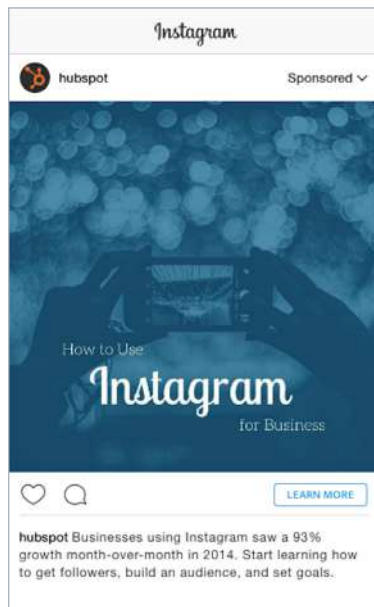 Instagram
hubspot
Sponsored
How to Use
Instagram
for Business
LEARN MORE
hubspot Businesses using Instagram saw a 93%
growth month-over-month in 2014. Start learning how
to get followers, build an audience, and set goals.